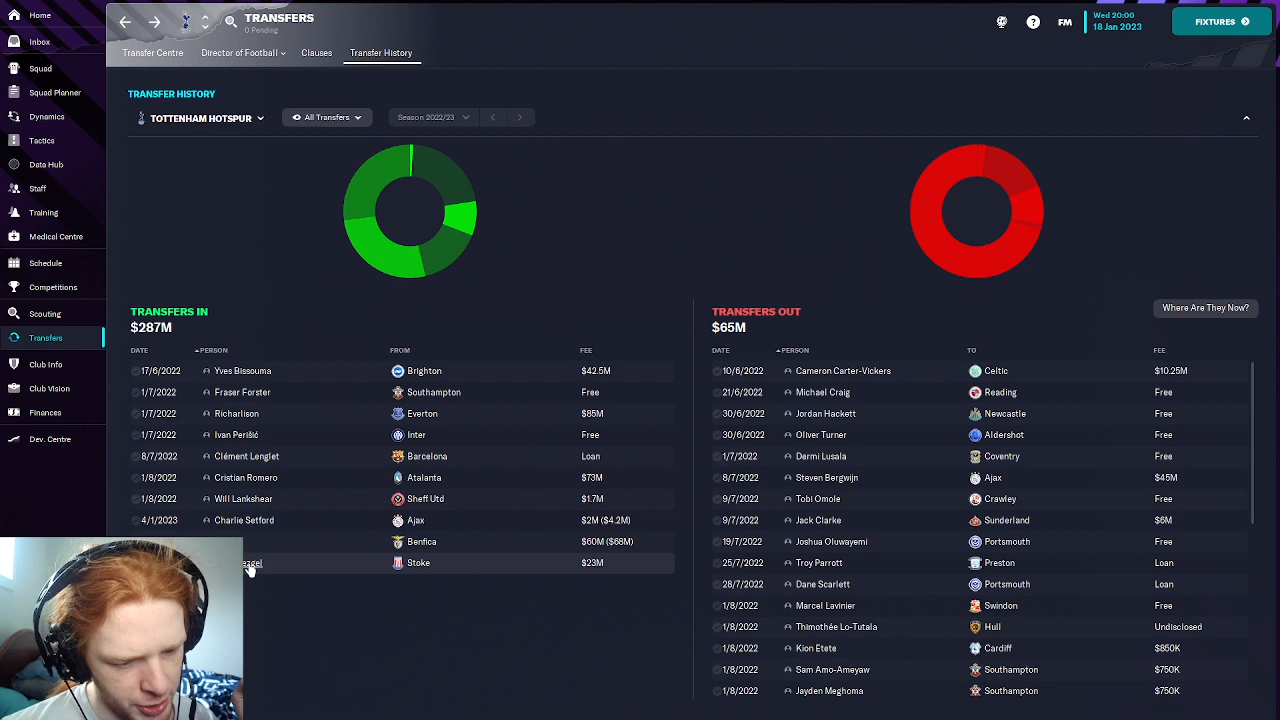 Home
Inbox
Squad
Squad Planner
Dynamics
Tactics
Data Hub
Staff
Training
Medical Centre
Schedule
Competitions
Scouting
Transfers
Club Info
Club Vision
Finances
Dev. Centre
TRANSFERS
0 Pending
FM
Wed 20:00
18 Jan 2023
FIXTURES
Transfer Centre
Director of Football
Clauses
Transfer History
TRANSFER HISTORY
TOTTENHAM HOTSPUR
All Transfers
Season 2022/23
TRANSFERS IN
$287M
DATE PERSON FROM FEE
17/6/2022 Yves Bissouma Brighton $42.5M
1/7/2022 Fraser Forster Southampton Free
1/7/2022 Richarlison Everton $85M
1/7/2022 Ivan Perišić Inter Free
8/7/2022 Clément Lenglet Barcelona Loan
1/8/2022 Cristian Romero Atalanta $73M
1/8/2022 Will Lankshear Sheff Utd $1.7M
4/1/2023 Charlie Setford Ajax $2M ($4.2M)
Benfica $60M ($68M)
Stoke $23M
TRANSFERS OUT
$65M
Where Are They Now?
DATE PERSON TO FEE
10/6/2022 Cameron Carter-Vickers Celtic $10.25M
21/6/2022 Michael Craig Reading Free
30/6/2022 Jordan Hackett Newcastle Free
30/6/2022 Oliver Turner Aldershot Free
1/7/2022 Dermi Lusala Coventry Free
8/7/2022 Steven Bergwijn Ajax $45M
9/7/2022 Tobi Omole Crawley Free
9/7/2022 Jack Clarke Sunderland $6M
19/7/2022 Joshua Oluwayemi Portsmouth Free
25/7/2022 Troy Parrott Preston Loan
28/7/2022 Dane Scarlett Portsmouth Loan
1/8/2022 Marcel Lavinier Swindon Free
1/8/2022 Thimothée Lo-Tutala Hull Undisclosed
1/8/2022 Kion Etete Cardiff $850K
1/8/2022 Sam Amo-Ameyaw Southampton $750K
1/8/2022 Jayden Meghoma Southampton $750K